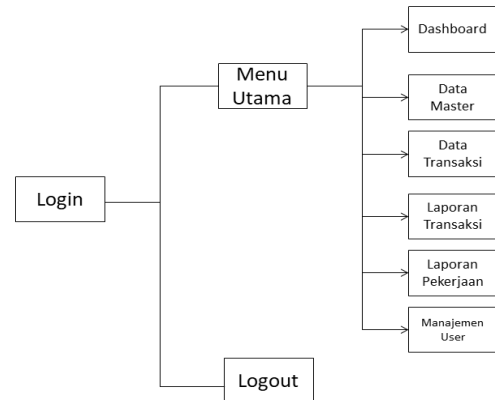 Login
Menu
Utama
Logout
Dashboard
Data
Master
Data
Transaksi
Laporan
Transaksi
Laporan
Pekerjaan
Manajemen
User